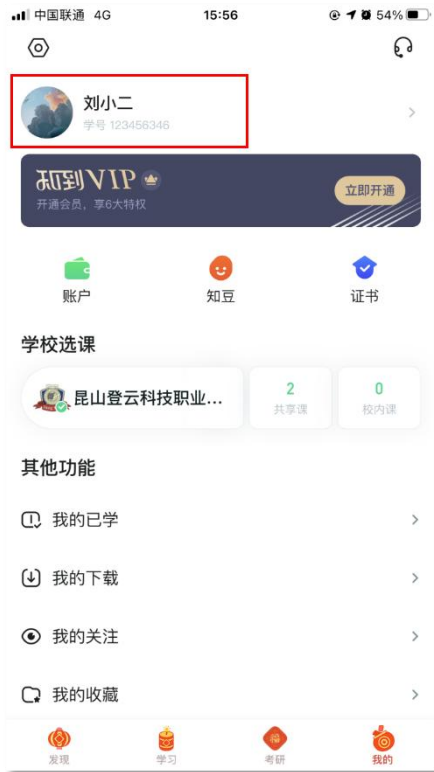 中国联通 4G 15:56 54%
刘小二
学号 123456346
知到VIP
开通会员，享6大特权
立即开通
账户 知豆 证书
学校选课
昆山登云科技职业...
2 0
共享课 校内课
其他功能
我的已学
我的下载
我的关注
我的收藏
福
发现 学习 考研 我的